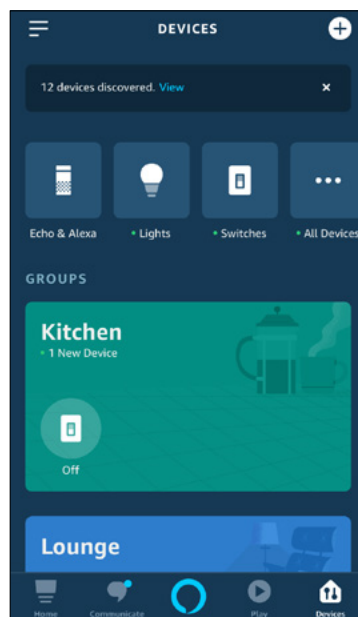 DEVICES
12 devices discovered. View
Echo & Alexa
Lights
Switches
All Devices
GROUPS
Kitchen
1 New Device
Off
Lounge
Home
Communicate
Play
Devices